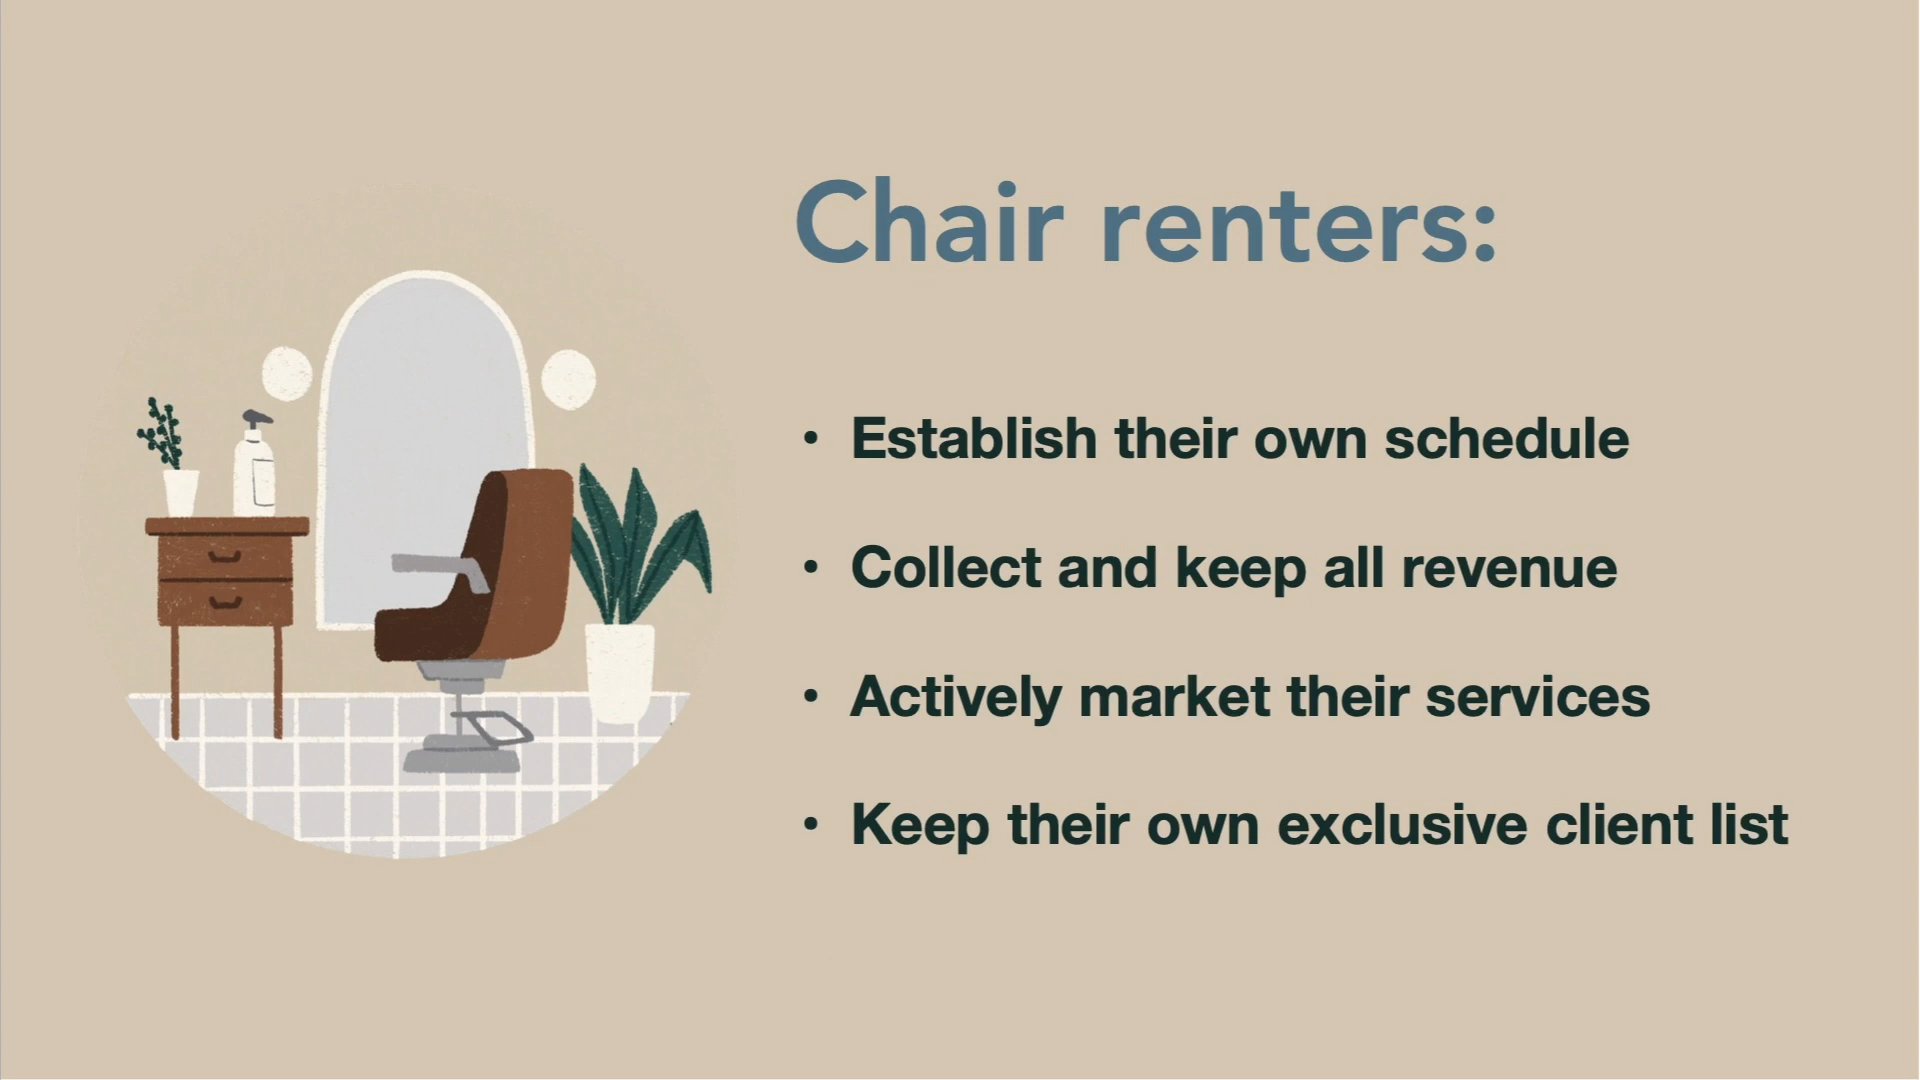 Chair renters:
• Establish their own schedule
• Collect and keep all revenue
• Actively market their services
• Keep their own exclusive client list